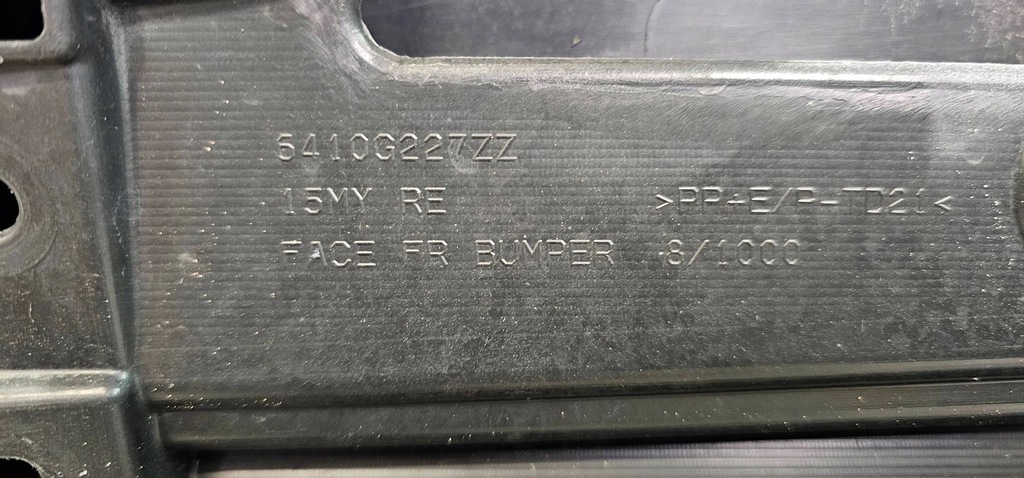 6410G227ZZ
15MY RE >PP+E/P-TD21<
FACE FR BUMPER 8/1000